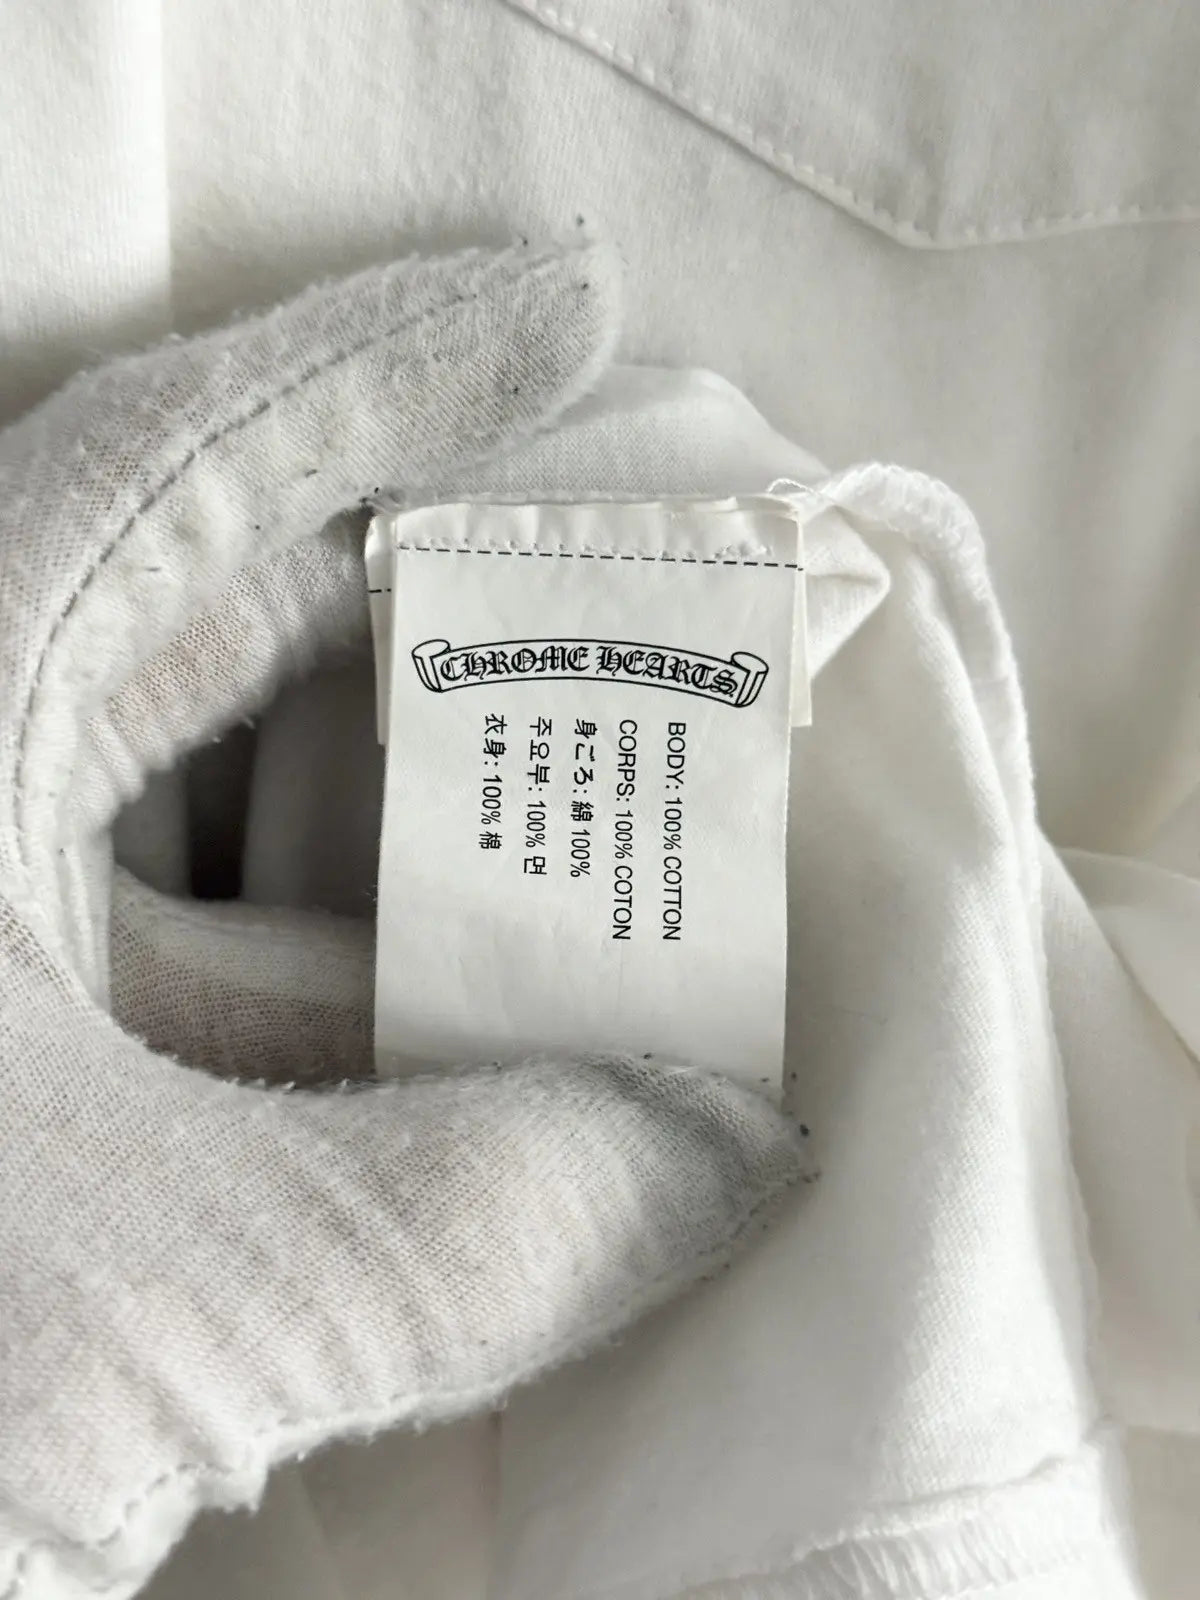 CHROME HEARTS
BODY: 100% COTTON
CORPS: 100% COTON
身ごろ: 綿 100%
주요부: 100% 면
衣身: 100% 棉